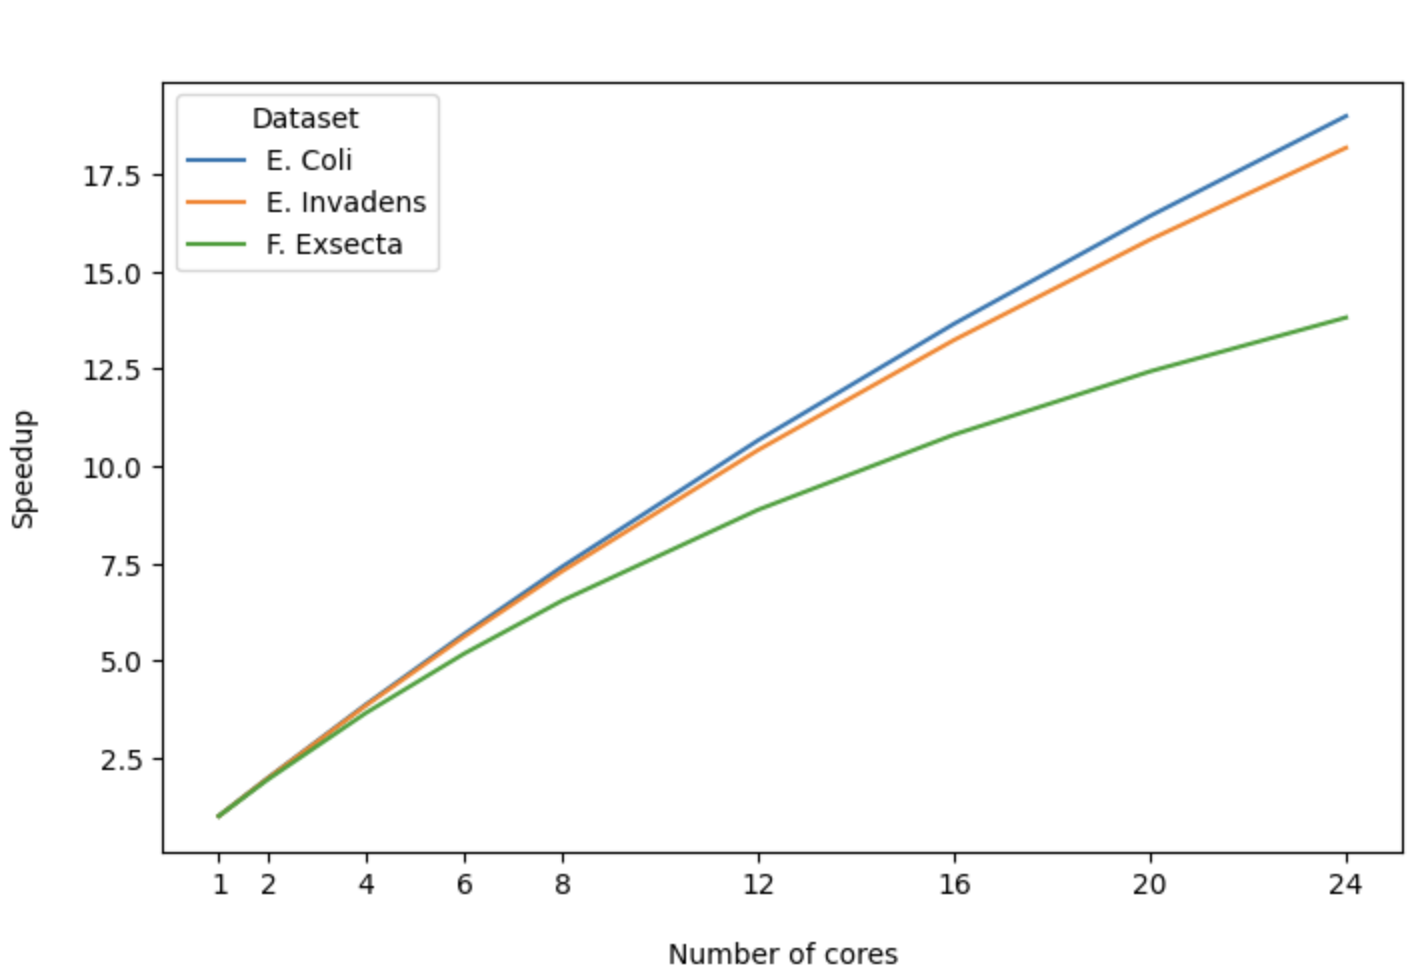 Dataset
E. Coli
E. Invadens
F. Exsecta
17.5
15.0
12.5
10.0
7.5
5.0
2.5
Speedup
1 2 4 6 8 12 16 20 24
Number of cores